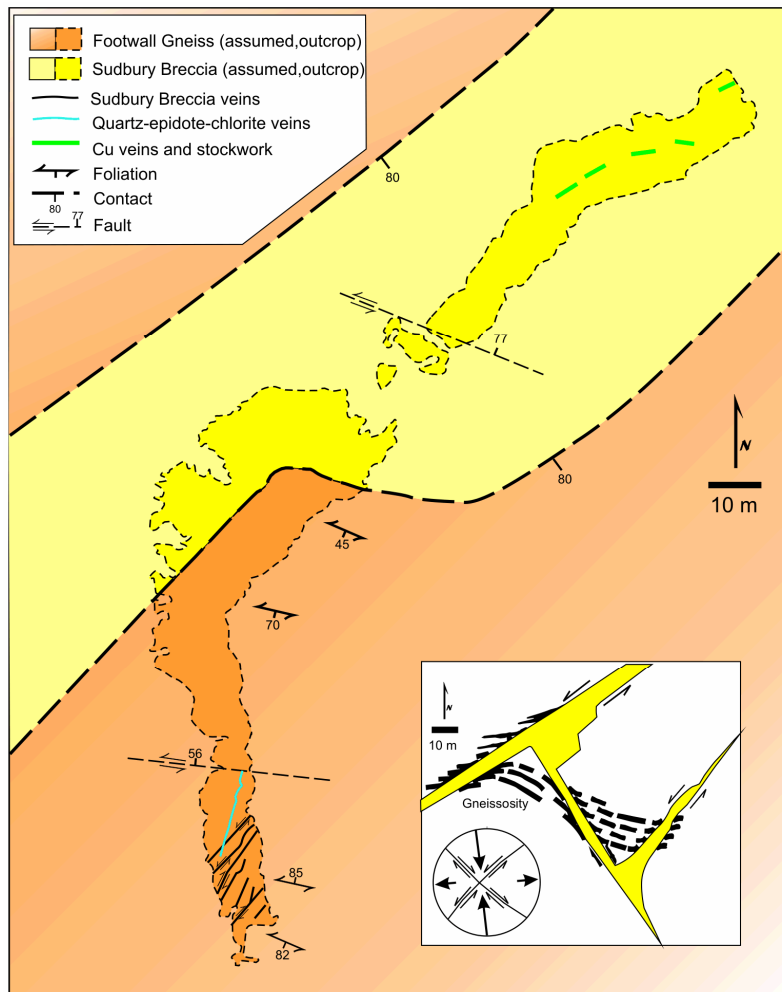 Footwall Gneiss (assumed,outcrop)
Sudbury Breccia (assumed,outcrop)
Sudbury Breccia veins
Quartz-epidote-chlorite veins
Cu veins and stockwork
Foliation
Contact
80
77
Fault
80
77
N
10 m
80
45
70
56
85
82
N
10 m
Gneissosity